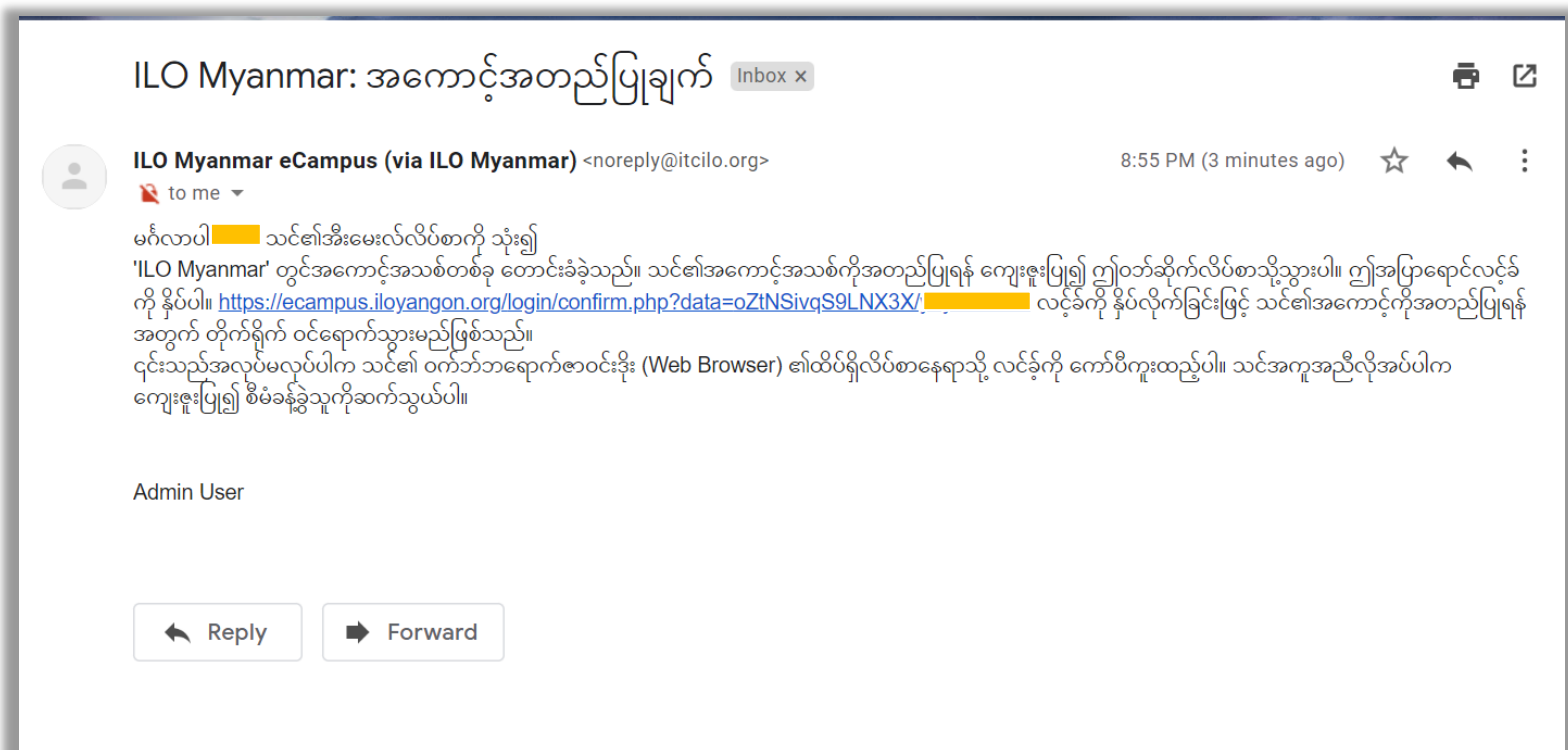 ILO Myanmar: အကောင့်အတည်ပြုချက် Inbox x
ILO Myanmar eCampus (via ILO Myanmar) <noreply@itcilo.org> 8:55 PM (3 minutes ago)
to me
မင်္ဂလာပါ သင်၏အီးမေးလ်လိပ်စာကို သုံး၍
'ILO Myanmar' တွင်အကောင့်အသစ်တစ်ခု တောင်းခံခဲ့သည်။ သင်၏အကောင့်အသစ်ကိုအတည်ပြုရန် ကျေးဇူးပြု၍ ဤဝဘ်ဆိုက်လိပ်စာသို့သွားပါ။ ဤအပြာရောင်လင့်ခ်
ကို နှိပ်ပါ။ https://ecampus.iloyangon.org/login/confirm.php?data=oZtNSivqS9LNX3X/ လင့်ခ်ကို နှိပ်လိုက်ခြင်းဖြင့် သင်၏အကောင့်ကိုအတည်ပြုရန်
အတွက် တိုက်ရိုက် ဝင်ရောက်သွားမည်ဖြစ်သည်။
၎င်းသည်အလုပ်မလုပ်ပါက သင်၏ ဝက်ဘ်ဘရောက်ဇာဝင်းဒိုး (Web Browser) ၏ထိပ်ရှိလိပ်စာနေရာသို့ လင့်ခ်ကို ကော်ပီကူးထည့်ပါ။ သင်အကူအညီလိုအပ်ပါက
ကျေးဇူးပြု၍ စီမံခန့်ခွဲသူကိုဆက်သွယ်ပါ။
Admin User
Reply Forward